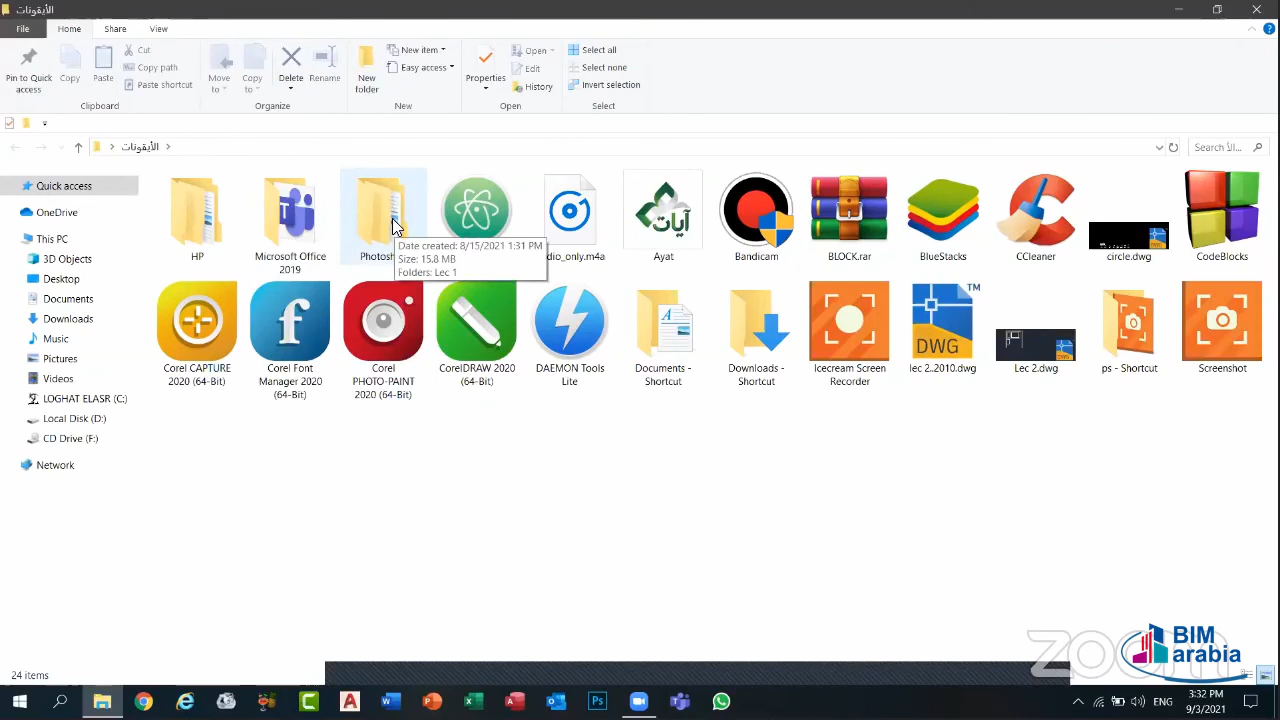 الأيقونات
File
Home
Share
View
Pin to Quick access
Copy
Paste
Cut
Copy path
Paste shortcut
Clipboard
Move to
Copy to
Delete
Rename
Organize
New folder
New item
Easy access
New
Properties
Open
Edit
History
Open
Select all
Select none
Invert selection
Select
الأيقونات
Search الأ...
Quick access
OneDrive
This PC
3D Objects
Desktop
Documents
Downloads
Music
Pictures
Videos
LOGHAT ELASR (C:)
Local Disk (D:)
CD Drive (F:)
Network
HP
Microsoft Office 2019
Photosh
Date created: 8/15/2021 1:31 PM
Size: 15.8 MB
Folders: Lec 1
dio_only.m4a
آيات
Ayat
Bandicam
BLOCK.rar
BlueStacks
CCleaner
circle.dwg
CodeBlocks
Corel CAPTURE 2020 (64-Bit)
Corel Font Manager 2020 (64-Bit)
Corel PHOTO-PAINT 2020 (64-Bit)
CorelDRAW 2020 (64-Bit)
DAEMON Tools Lite
Documents - Shortcut
Downloads - Shortcut
Icecream Screen Recorder
TM
DWG
lec 2..2010.dwg
Lec 2.dwg
ps - Shortcut
Screenshot
24 items
zoom
BIM arabia
ENG
3:32 PM
9/3/2021